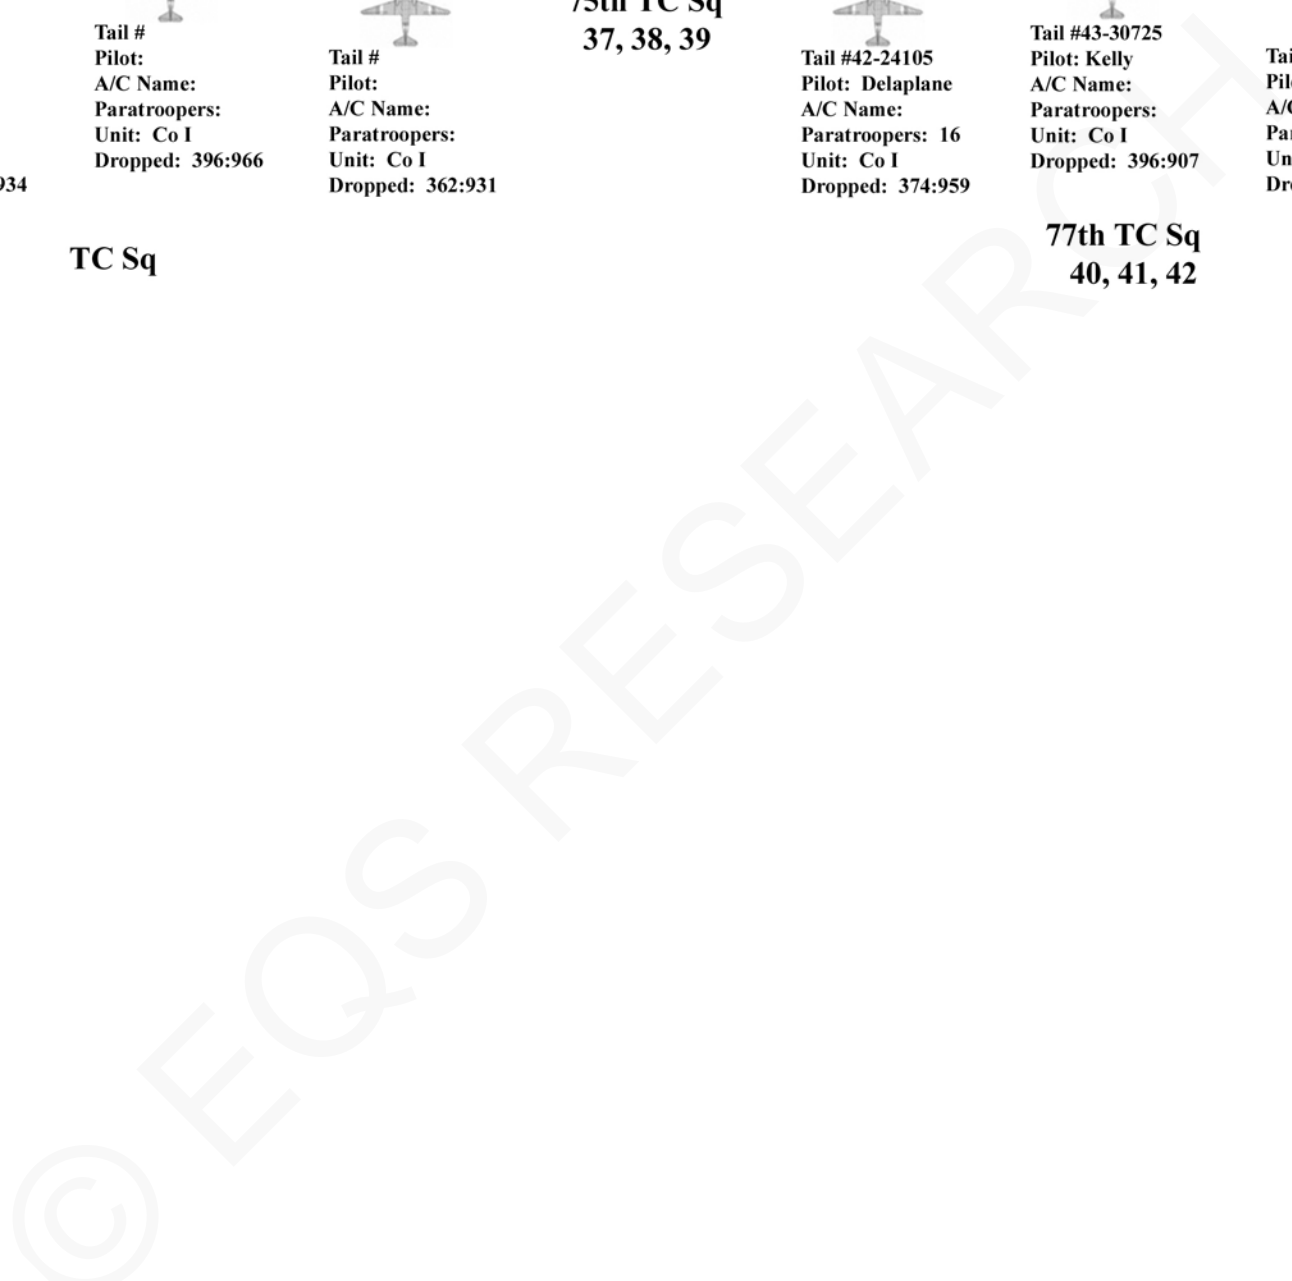 Tail #
Pilot:
A/C Name:
Paratroopers:
Unit: Co I
Dropped: 396:966
934
TC Sq
Tail #
Pilot:
A/C Name:
Paratroopers:
Unit: Co I
Dropped: 362:931
75th TC Sq
37, 38, 39
Tail #42-24105
Pilot: Delaplane
A/C Name:
Paratroopers: 16
Unit: Co I
Dropped: 374:959
Tail #43-30725
Pilot: Kelly
A/C Name:
Paratroopers:
Unit: Co I
Dropped: 396:907
77th TC Sq
40, 41, 42
© EQS RESEARCH